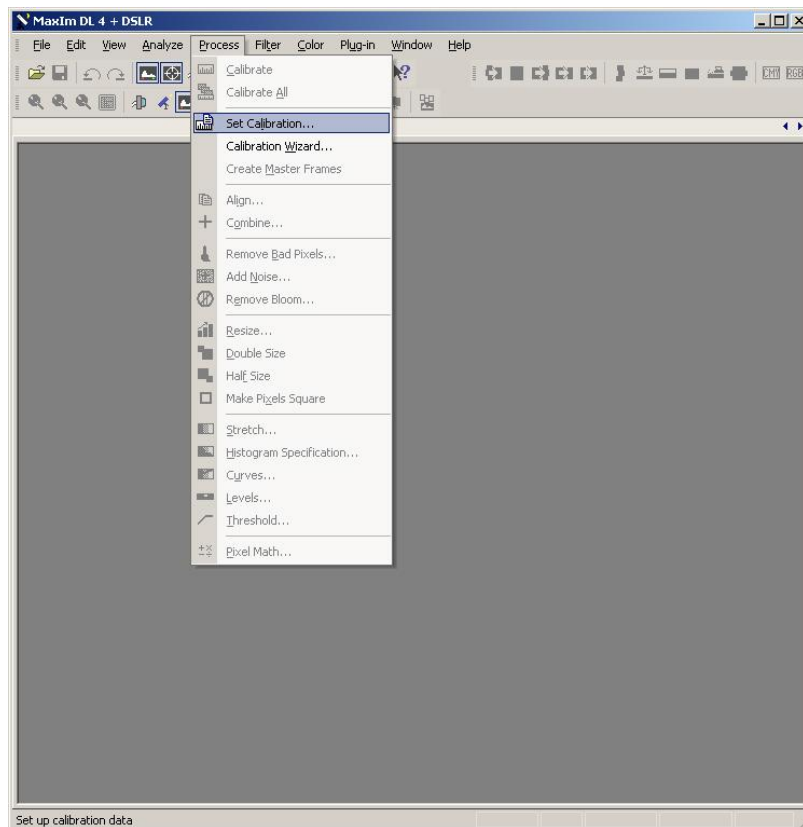 MaxIm DL 4 + DSLR
File Edit View Analyze Process Filter Color Plug-in Window Help
CMY RGB
Calibrate
Calibrate All
Set Calibration...
Calibration Wizard...
Create Master Frames
Align...
Combine...
Remove Bad Pixels...
Add Noise...
Remove Bloom...
Resize...
Double Size
Half Size
Make Pixels Square
Stretch...
Histogram Specification...
Curves...
Levels...
Threshold...
Pixel Math...
Set up calibration data